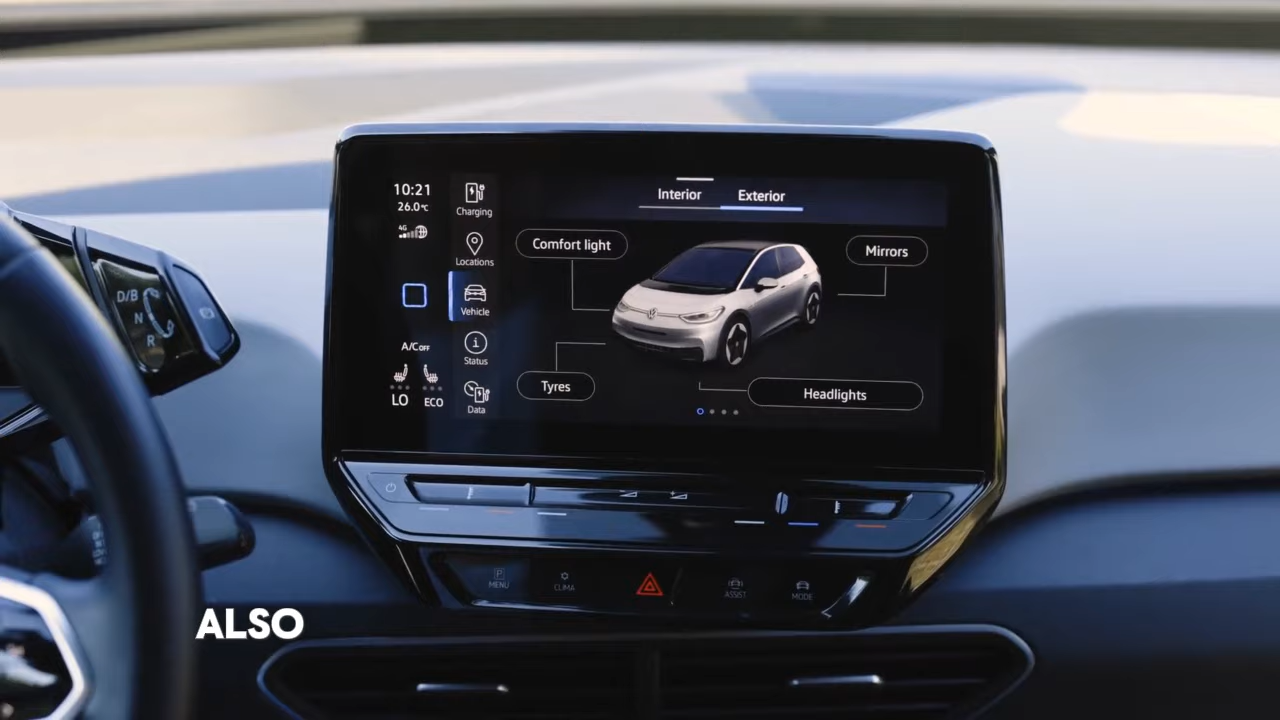 10:21
26.0°C
4G
Charging
Locations
Vehicle
Status
Data
A/C OFF
LO
ECO
Interior
Exterior
Comfort light
Mirrors
Tyres
Headlights
D/B
N
R
P
MENU
CLIMA
ASSIST
MODE
ALSO